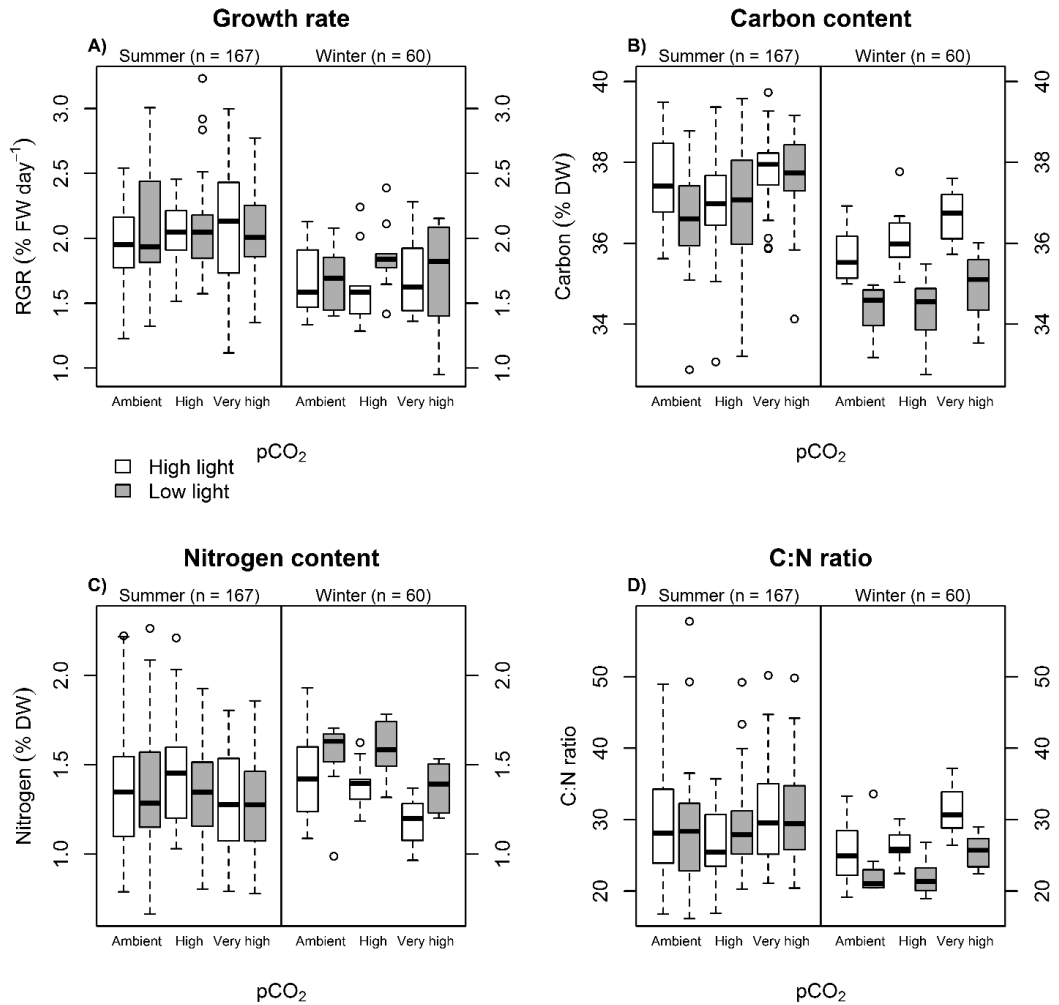 Growth rate
A)
Summer (n = 167)
Winter (n = 60)
RGR (% FW day⁻¹)
1.0 1.5 2.0 2.5 3.0
1.0 1.5 2.0 2.5 3.0
Ambient High Very high
Ambient High Very high
pCO₂
High light
Low light
Carbon content
B)
Summer (n = 167)
Winter (n = 60)
Carbon (% DW)
34 36 38 40
34 36 38 40
Ambient High Very high
Ambient High Very high
pCO₂
Nitrogen content
C)
Summer (n = 167)
Winter (n = 60)
Nitrogen (% DW)
1.0 1.5 2.0
1.0 1.5 2.0
Ambient High Very high
Ambient High Very high
pCO₂
C:N ratio
D)
Summer (n = 167)
Winter (n = 60)
C:N ratio
20 30 40 50
20 30 40 50
Ambient High Very high
Ambient High Very high
pCO₂